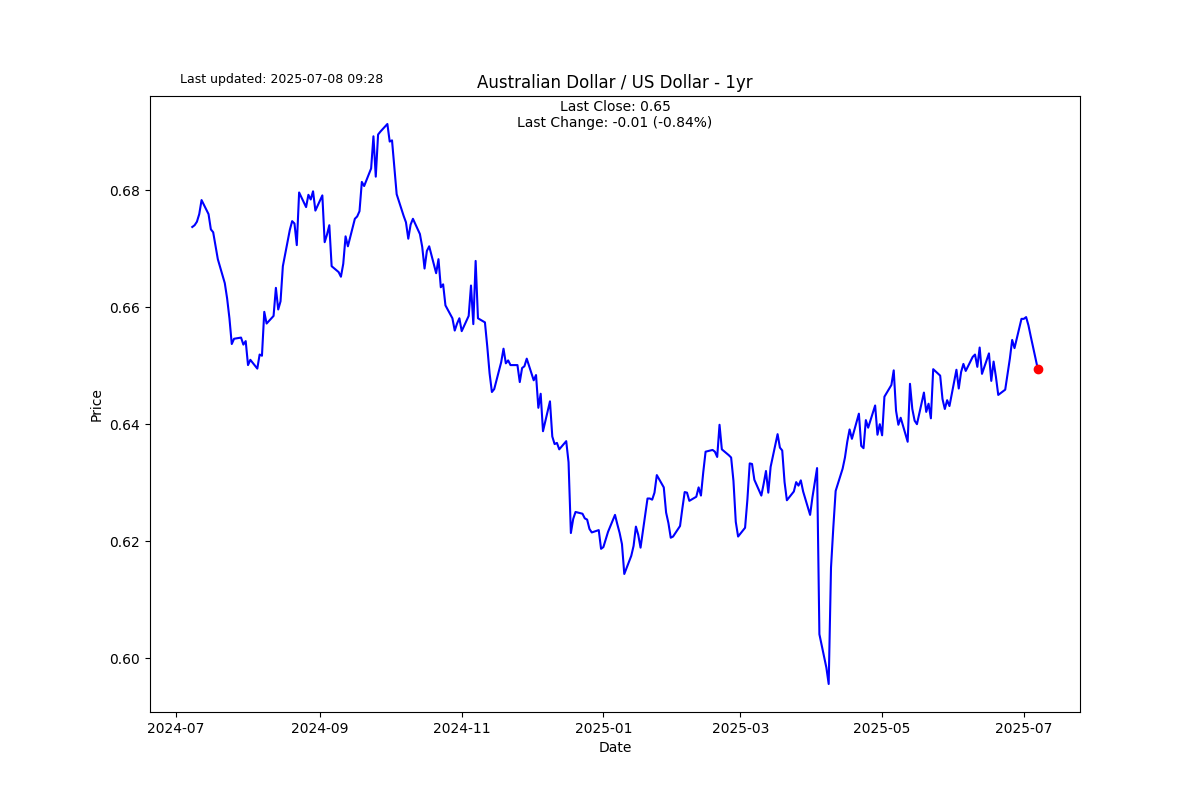 Last updated: 2025-07-08 09:28
Australian Dollar / US Dollar - 1yr
Last Close: 0.65
Last Change: -0.01 (-0.84%)
Price
0.68
0.66
0.64
0.62
0.60
2024-07 2024-09 2024-11 2025-01 2025-03 2025-05 2025-07
Date